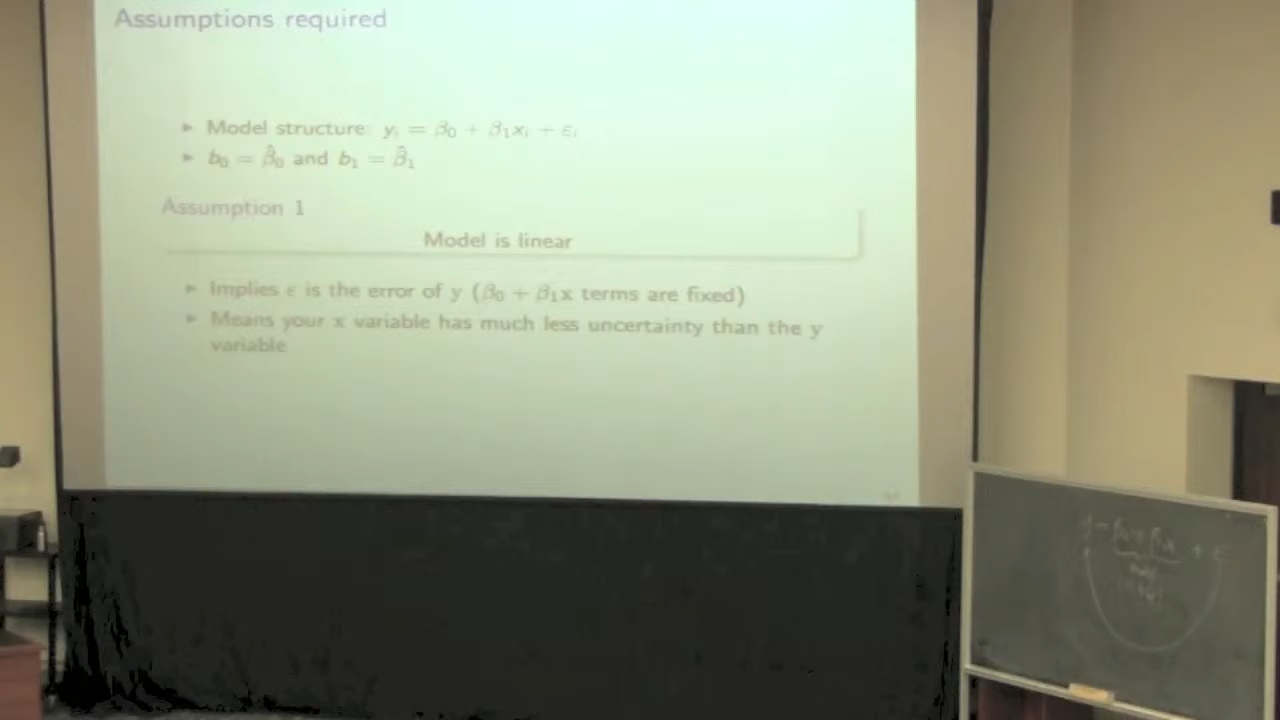 Assumptions required
► Model structure: yᵢ = β₀ + β₁xᵢ + εᵢ
► b₀ = β̂₀ and b₁ = β̂₁
Assumption 1
Model is linear
► Implies ϵ is the error of y (β₀ + β₁x terms are fixed)
► Means your x variable has much less uncertainty than the y
variable
y = β₀ + β₁x + ε